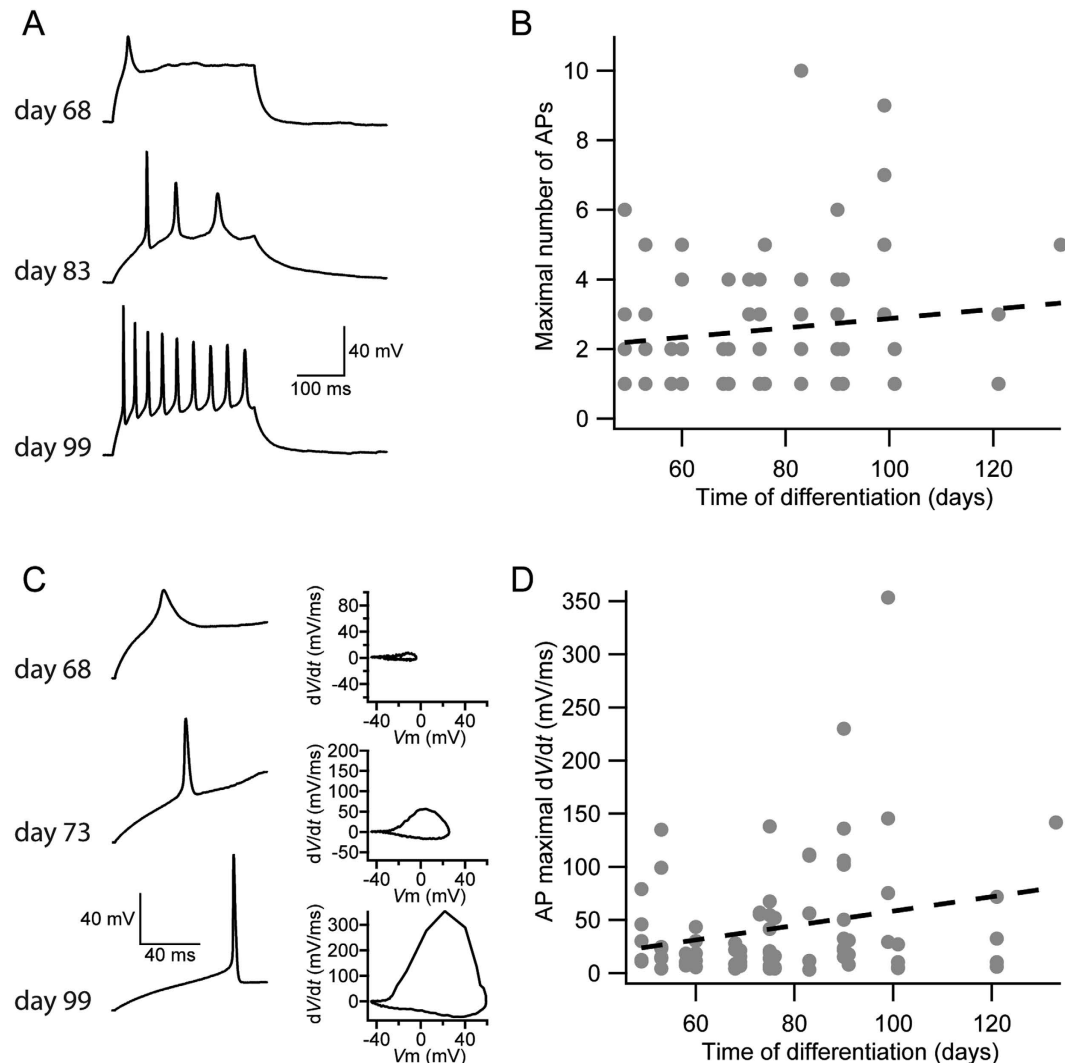 A
day 68
day 83
day 99
40 mV
100 ms
B
Maximal number of APs
10
8
6
4
2
0
60 80 100 120
Time of differentiation (days)
C
day 68
day 73
day 99
40 mV
40 ms
dV/dt (mV/ms)
80
40
0
-40
-40 0 40
Vm (mV)
dV/dt (mV/ms)
200
150
100
50
0
-50
-40 0 40
Vm (mV)
dV/dt (mV/ms)
300
200
100
0
-40 0 40
Vm (mV)
D
AP maximal dV/dt (mV/ms)
350
300
250
200
150
100
50
0
60 80 100 120
Time of differentiation (days)